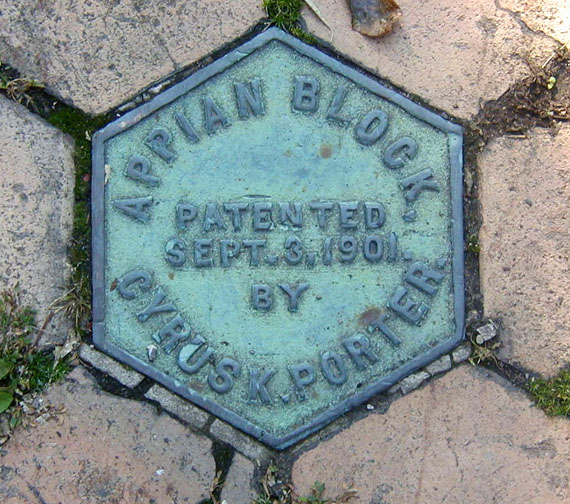 APPIAN BLOCK.
PATENTED
SEPT. 3, 1901.
BY
CYRUS K. PORTER.